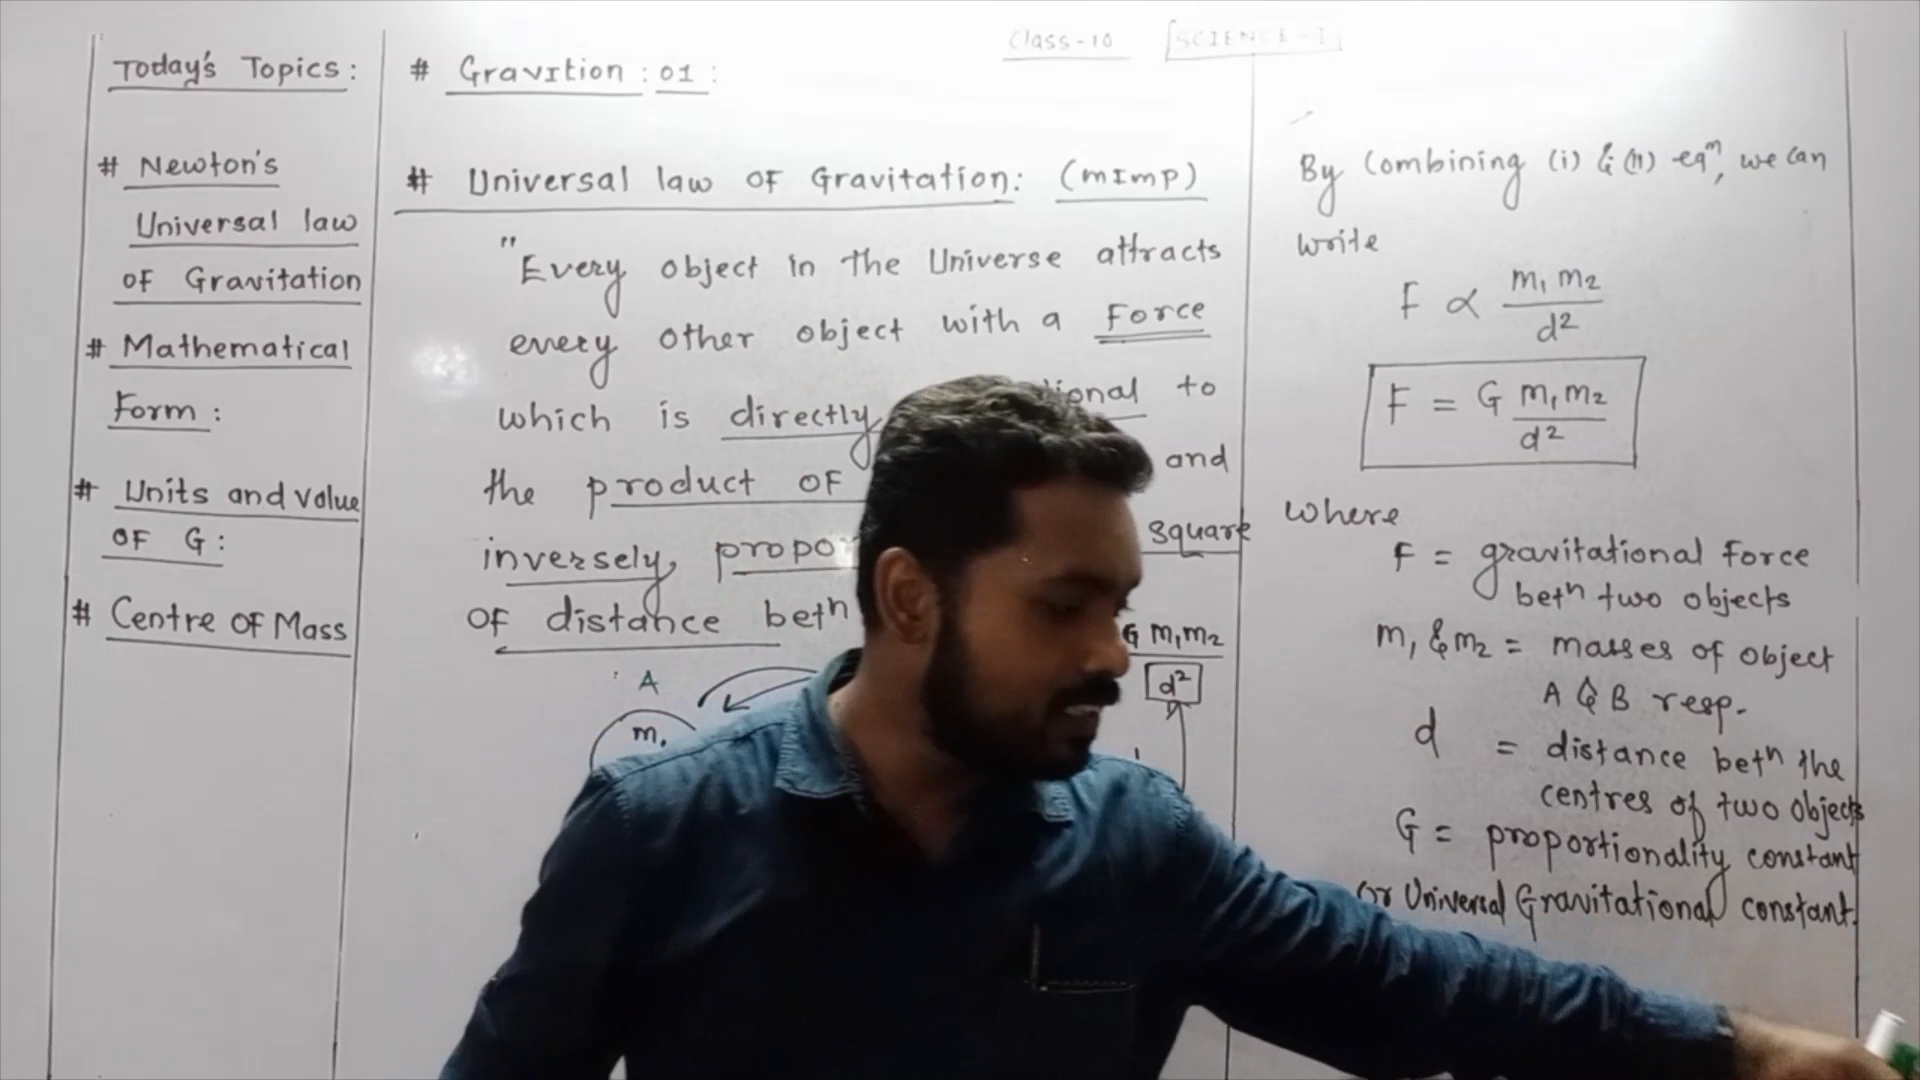 Class-10 SCIENCE-I
Today's Topics:
# Newton's
Universal law
of Gravitation
# Mathematical
Form:
# Units and value
of G:
# Centre of Mass
# Gravition : 01 :
# Universal law of Gravitation: (mImp)
"Every object in the Universe attracts
every other object with a Force
which is directly to
the product of and
inversely square
of distance betn
G m₁m₂
d²
A
m₁
By Combining (i) & (ii) eqn, we can
write
F ∝ m₁ m₂
d²
F = G m₁m₂
d²
where
F = gravitational force
betn two objects
m₁ & m₂ = masses of object
A & B resp.
d = distance betn the
centres of two objects
G = proportionality constant
or Universal Gravitational constant.